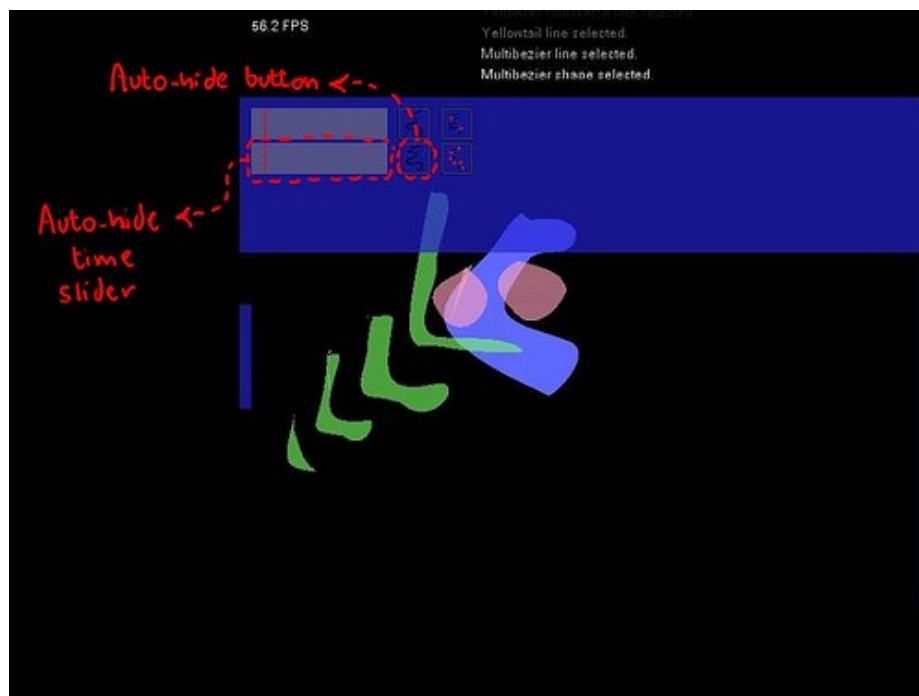 56.2 FPS
Yellowtail line selected.
Multibezier line selected.
Multibezier shape selected.
Auto-hide button
Auto-hide
time
slider